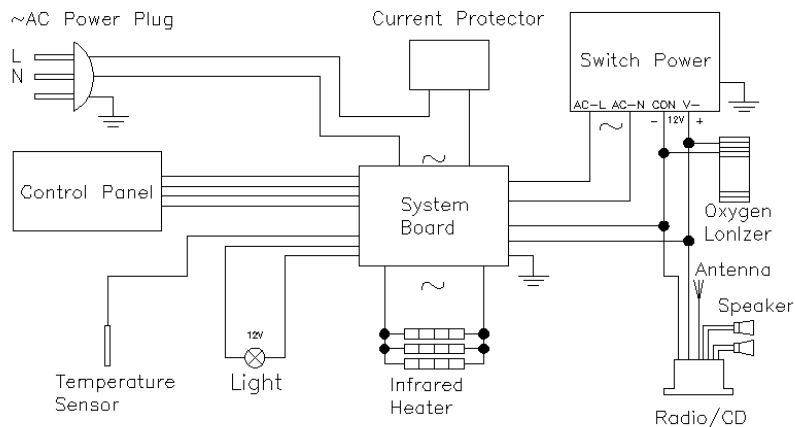 ~AC Power Plug
L
N
Current Protector
Switch Power
AC-L AC-N CON V-
~
- 12V +
Control Panel
~
System
Board
Oxygen
LonIzer
~
Antenna
Speaker
12V
Light
Temperature
Sensor
Infrared
Heater
Radio/CD